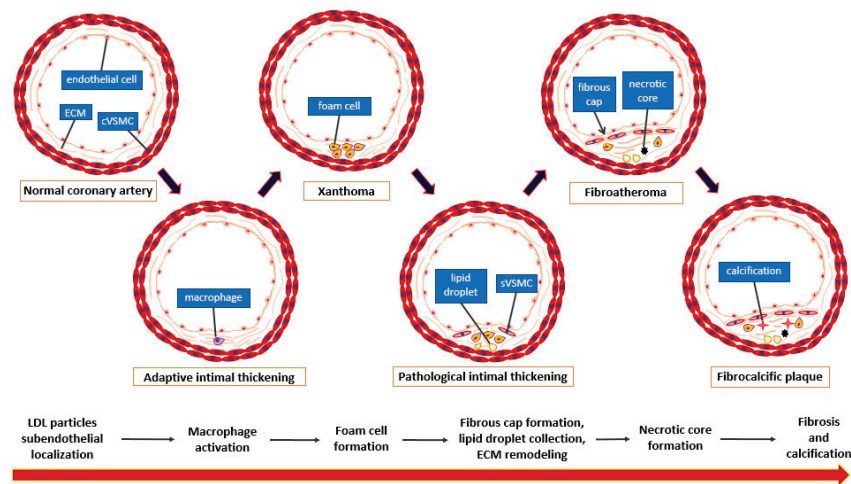 endothelial cell
ECM
cVSMC
Normal coronary artery
macrophage
Adaptive intimal thickening
foam cell
Xanthoma
lipid
droplet
sVSMC
Pathological intimal thickening
fibrous
cap
necrotic
core
Fibroatheroma
calcification
Fibrocalcific plaque
LDL particles
subendothelial
localization
Macrophage
activation
Foam cell
formation
Fibrous cap formation,
lipid droplet collection,
ECM remodeling
Necrotic core
formation
Fibrosis
and
calcification